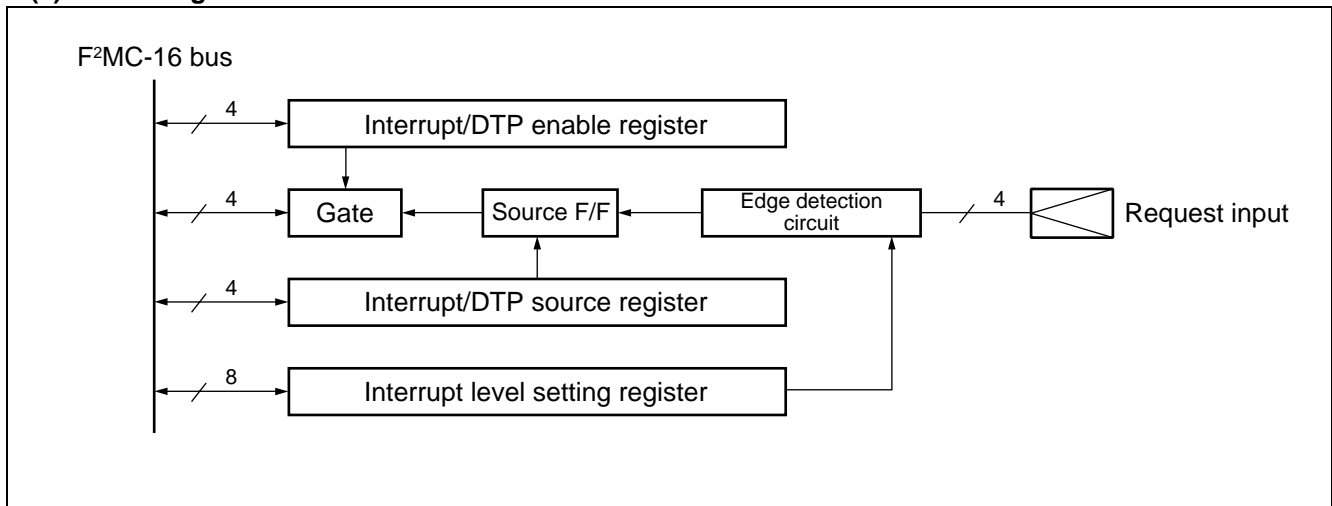 F²MC-16 bus
4
Interrupt/DTP enable register
4
Gate
Source F/F
Edge detection
circuit
4
Request input
4
Interrupt/DTP source register
8
Interrupt level setting register